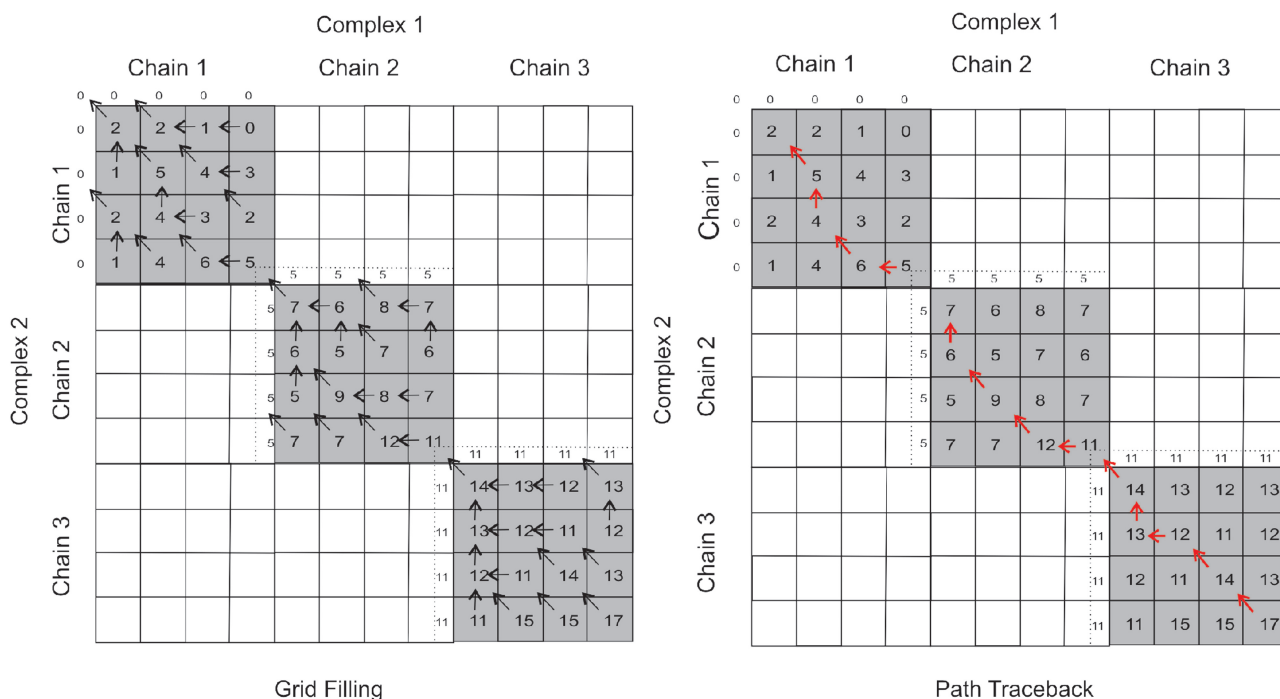 Complex 1
Chain 1 Chain 2 Chain 3
0 0 0 0 0
0 2 2 1 0
0 1 5 4 3
0 2 4 3 2
0 1 4 6 5
5 5 5 5
5 7 6 8 7
5 6 5 7 6
5 5 9 8 7
5 7 7 12 11
11 11 11 11
11 14 13 12 13
11 13 12 11 12
11 12 11 14 13
11 11 15 15 17
Complex 2
Chain 1
Chain 2
Chain 3
Grid Filling
Complex 1
Chain 1 Chain 2 Chain 3
0 0 0 0 0
0 2 2 1 0
0 1 5 4 3
0 2 4 3 2
0 1 4 6 5
5 5 5 5
5 7 6 8 7
5 6 5 7 6
5 5 9 8 7
5 7 7 12 11
11 11 11 11
11 14 13 12 13
11 13 12 11 12
11 12 11 14 13
11 11 15 15 17
Complex 2
Chain 1
Chain 2
Chain 3
Path Traceback